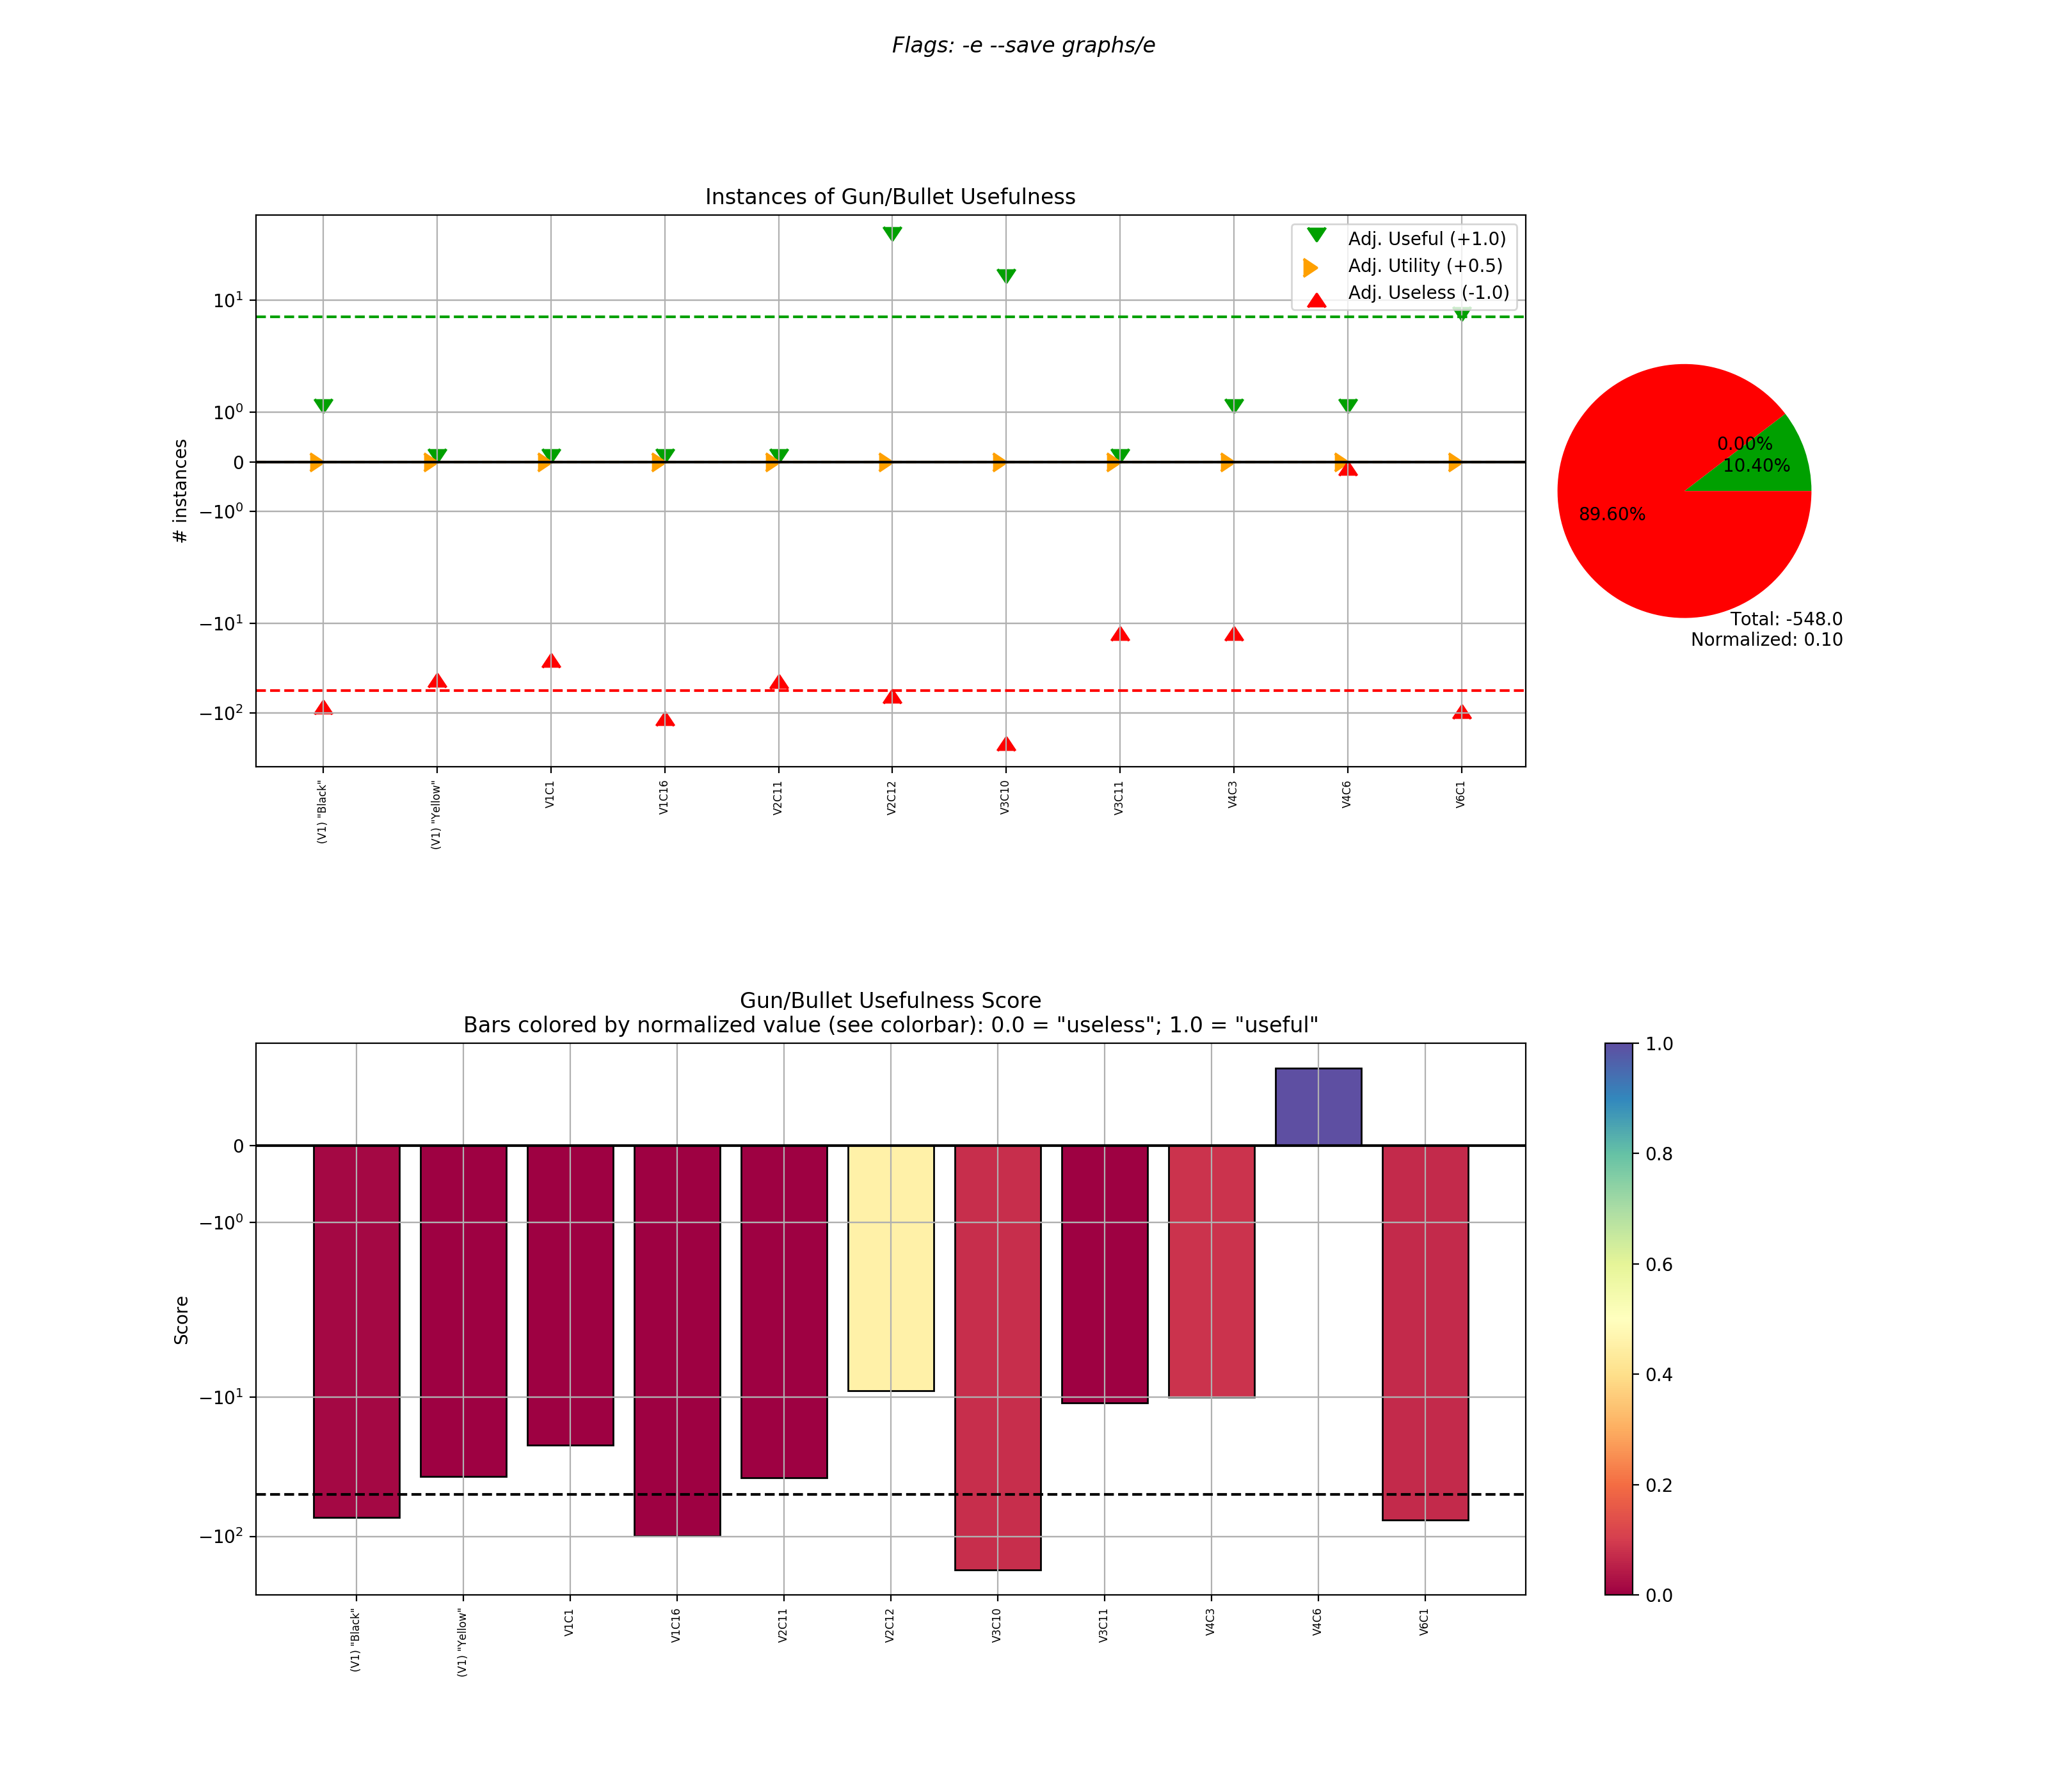 Flags: -e --save graphs/e
Instances of Gun/Bullet Usefulness
Adj. Useful (+1.0)
Adj. Utility (+0.5)
Adj. Useless (-1.0)
# instances
10¹
10⁰
0
−10⁰
−10¹
−10²
(V1) "Black"
(V1) "Yellow"
V1C1
V1C16
V2C11
V2C12
V3C10
V3C11
V4C3
V4C6
V6C1
0.00%
10.40%
89.60%
Total: -548.0
Normalized: 0.10
Gun/Bullet Usefulness Score
Bars colored by normalized value (see colorbar): 0.0 = "useless"; 1.0 = "useful"
Score
0
−10⁰
−10¹
−10²
(V1) "Black"
(V1) "Yellow"
V1C1
V1C16
V2C11
V2C12
V3C10
V3C11
V4C3
V4C6
V6C1
1.0
0.8
0.6
0.4
0.2
0.0